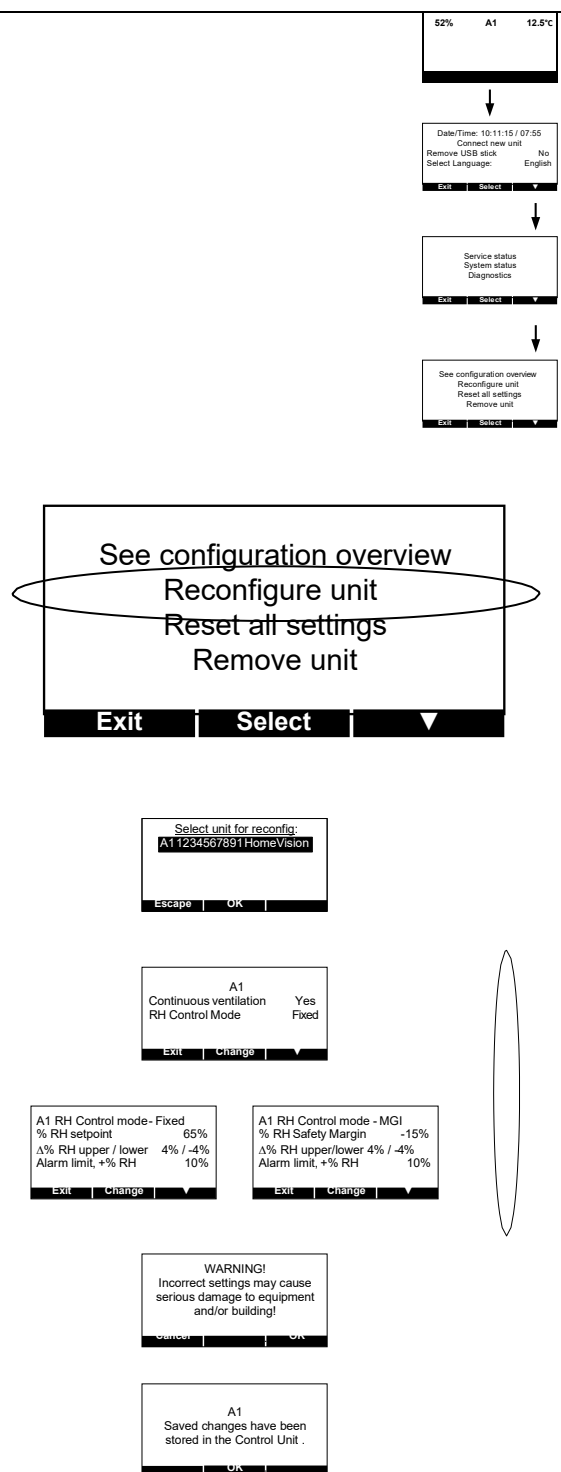 52% A1 12.5°C
Date/Time: 10:11:15 / 07:55
Connect new unit
Remove USB stick No
Select Language: English
Exit Select ▼
Service status
System status
Diagnostics
Exit Select ▼
See configuration overview
Reconfigure unit
Reset all settings
Remove unit
Exit Select ▼
See configuration overview
Reconfigure unit
Reset all settings
Remove unit
Exit Select ▼
Select unit for reconfig:
A1 1234567891 HomeVision
Escape OK
A1
Continuous ventilation Yes
RH Control Mode Fixed
Exit Change ▼
A1 RH Control mode - Fixed
% RH setpoint 65%
Δ% RH upper / lower 4% / -4%
Alarm limit, +% RH 10%
Exit Change ▼
A1 RH Control mode - MGI
% RH Safety Margin -15%
Δ% RH upper/lower 4% / -4%
Alarm limit, +% RH 10%
Exit Change ▼
WARNING!
Incorrect settings may cause
serious damage to equipment
and/or building!
Cancel OK
A1
Saved changes have been
stored in the Control Unit .
OK